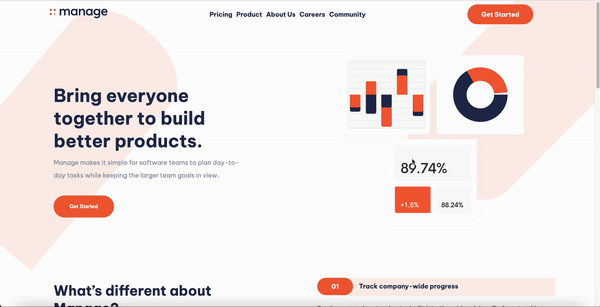 manage
Pricing Product About Us Careers Community
Get Started
Bring everyone
together to build
better products.
Manage makes it simple for software teams to plan day-to-
day tasks while keeping the larger team goals in view.
Get Started
89.74%
+1.5%
88.24%
What's different about
Manage?
01
Track company-wide progress